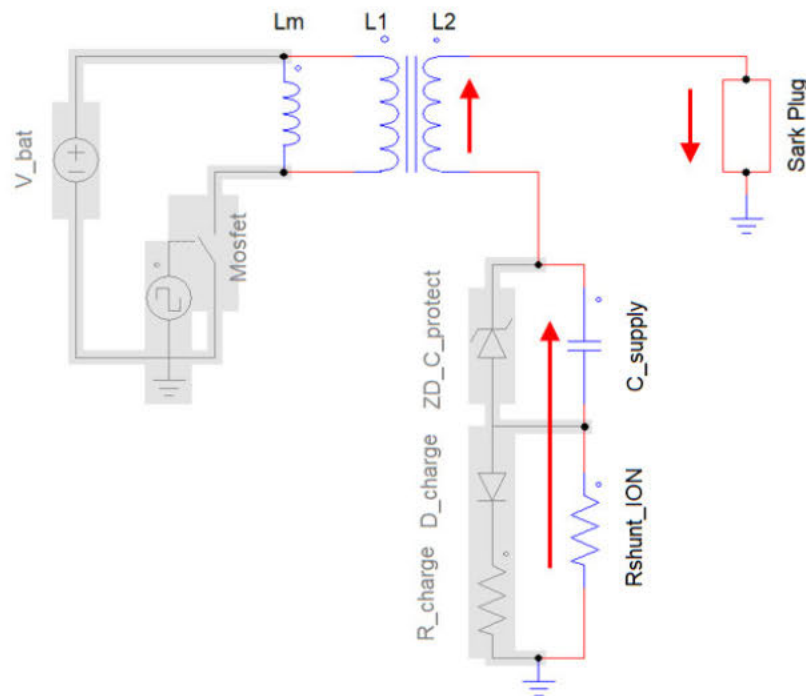 Lm
L1
L2
V_bat
Mosfet
Sark Plug
ZD_C_protect
C_supply
D_charge
Rshunt_ION
R_charge